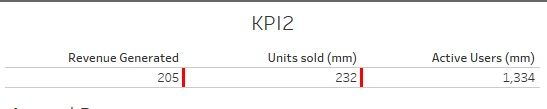 KPI2
Revenue Generated Units sold (mm) Active Users (mm)
205 232 1,334